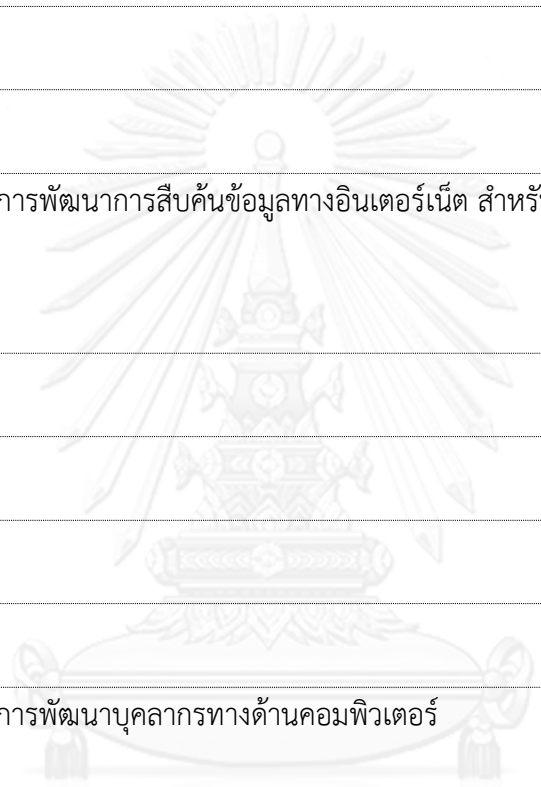 การพัฒนาการสืบค้นข้อมูลทางอินเตอร์เน็ต สำหรั
การพัฒนาบุคลากรทางด้านคอมพิวเตอร์